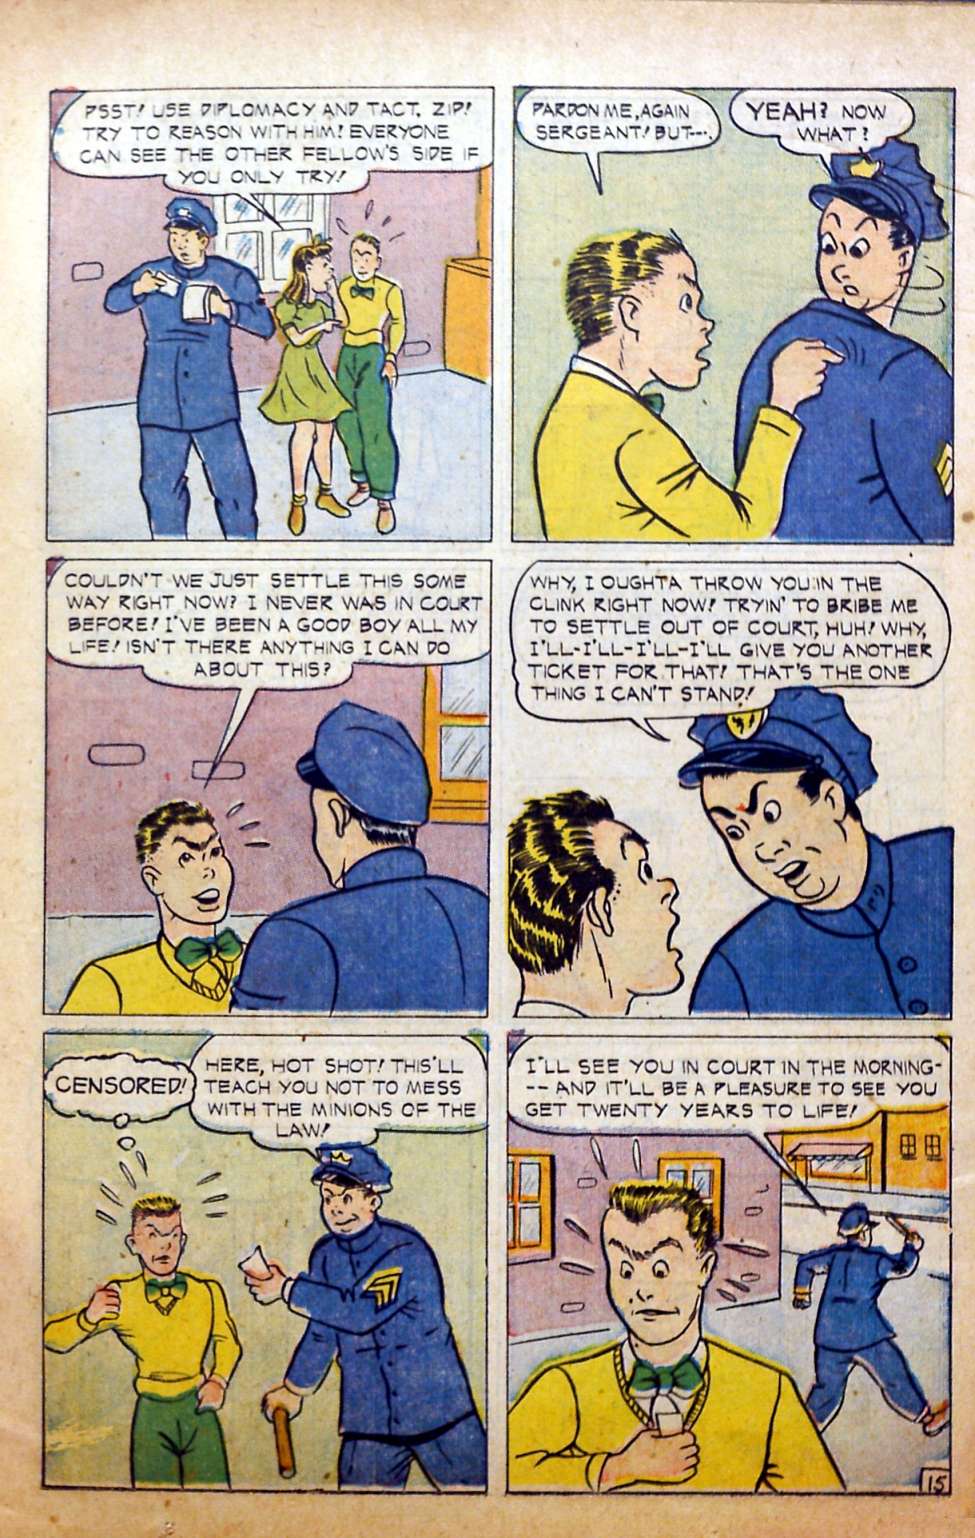 PSST! USE DIPLOMACY AND TACT, ZIP!
TRY TO REASON WITH HIM! EVERYONE
CAN SEE THE OTHER FELLOW'S SIDE IF
YOU ONLY TRY!
PARDON ME, AGAIN
SERGEANT! BUT---.
YEAH? NOW
WHAT?
COULDN'T WE JUST SETTLE THIS SOME
WAY RIGHT NOW? I NEVER WAS IN COURT
BEFORE! I'VE BEEN A GOOD BOY ALL MY
LIFE! ISN'T THERE ANYTHING I CAN DO
ABOUT THIS?
WHY, I OUGHTA THROW YOU IN THE
CLINK RIGHT NOW! TRYIN' TO BRIBE ME
TO SETTLE OUT OF COURT, HUH! WHY,
I'LL-I'LL-I'LL-I'LL GIVE YOU ANOTHER
TICKET FOR THAT! THAT'S THE ONE
THING I CAN'T STAND!
CENSORED!
HERE, HOT SHOT! THIS'LL
TEACH YOU NOT TO MESS
WITH THE MINIONS OF THE
LAW!
I'LL SEE YOU IN COURT IN THE MORNING-
-- AND IT'LL BE A PLEASURE TO SEE YOU
GET TWENTY YEARS TO LIFE!
15